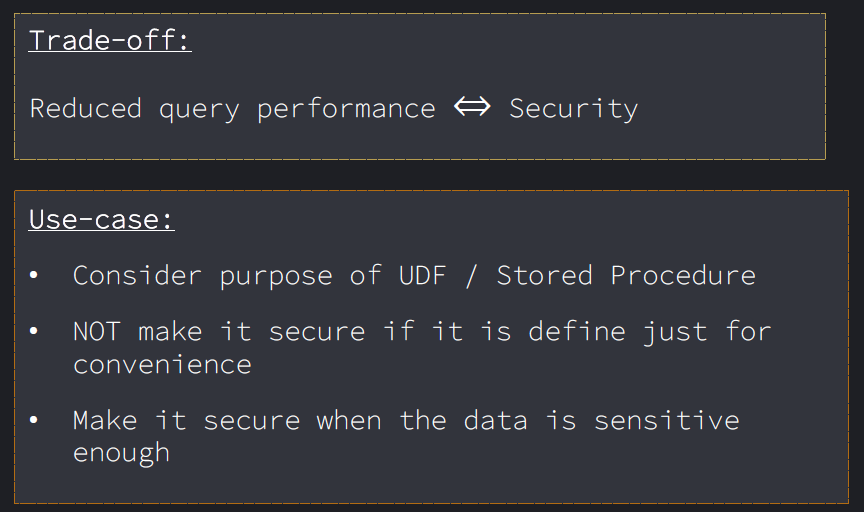 Trade-off:
Reduced query performance ⇔ Security
Use-case:
• Consider purpose of UDF / Stored Procedure
• NOT make it secure if it is define just for
convenience
• Make it secure when the data is sensitive
enough